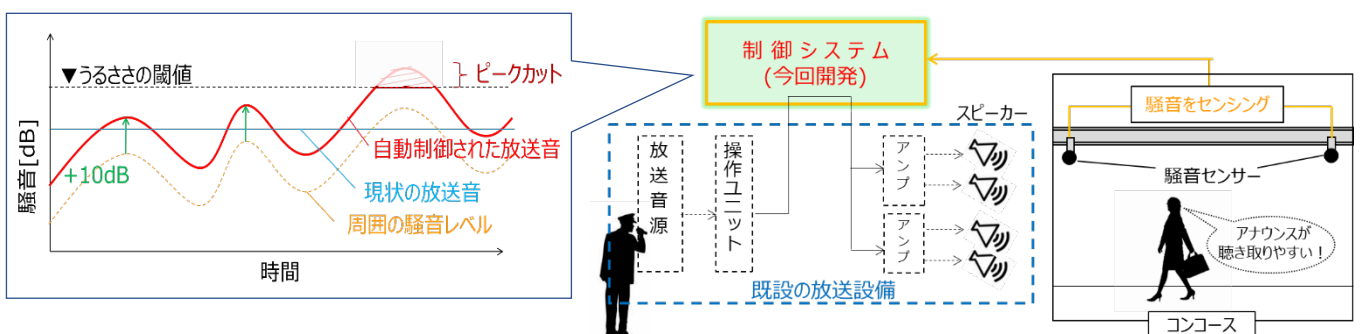 ▼うるささの閾値
ピークカット
騒音[dB]
+10dB
自動制御された放送音
現状の放送音
周囲の騒音レベル
時間
制御システム
(今回開発)
スピーカー
放送音源
操作ユニット
アンプ
アンプ
既設の放送設備
騒音をセンシング
騒音センサー
アナウンスが
聴き取りやすい！
コンコース